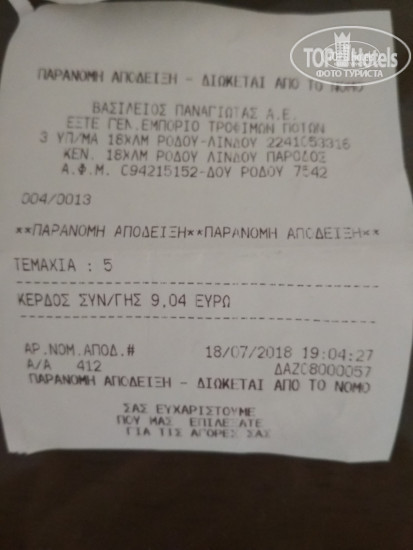 TOP Hotels
ФОТО ТУРИСТА
ΠΑΡΑΝΟΜΗ ΑΠΟΔΕΙΞΗ - ΔΙΩΚΕΤΑΙ ΑΠΟ ΤΟ ΝΟΜΟ
ΒΑΣΙΛΕΙΟΣ ΠΑΝΑΓΙΩΤΑΣ Α.Ε.
ΕΞΤΕ ΓΕΛ.ΕΜΠΟΡΙΟ ΤΡΟΦΙΜΩΝ ΠΟΤΩΝ
3 ΥΠ/ΜΑ 18ΧΛΜ ΡΟΔΟΥ-ΛΙΝΔΟΥ 2241053316
ΚΕΝ. 18ΧΛΜ ΡΟΔΟΥ ΛΙΝΔΟΥ ΠΑΡΟΔΟΣ
Α.Φ.Μ. 094215152-ΔΟΥ ΡΟΔΟΥ 7542
004/0013
**ΠΑΡΑΝΟΜΗ ΑΠΟΔΕΙΞΗ**ΠΑΡΑΝΟΜΗ ΑΠΟΔΕΙΞΗ**
ΤΕΜΑΧΙΑ : 5
ΚΕΡΔΟΣ ΣΥΝ/ΓΗΣ 9,04 ΕΥΡΩ
ΑΡ.ΝΟΜ.ΑΠΟΔ.# 18/07/2018 19:04:27
Α/Α 412 ΔΑΖ08000057
ΠΑΡΑΝΟΜΗ ΑΠΟΔΕΙΞΗ - ΔΙΩΚΕΤΑΙ ΑΠΟ ΤΟ ΝΟΜΟ
ΣΑΣ ΕΥΧΑΡΙΣΤΟΥΜΕ
ΠΟΥ ΜΑΣ ΕΠΙΛΕΞΑΤΕ
ΓΙΑ ΤΙΣ ΑΓΟΡΕΣ ΣΑΣ